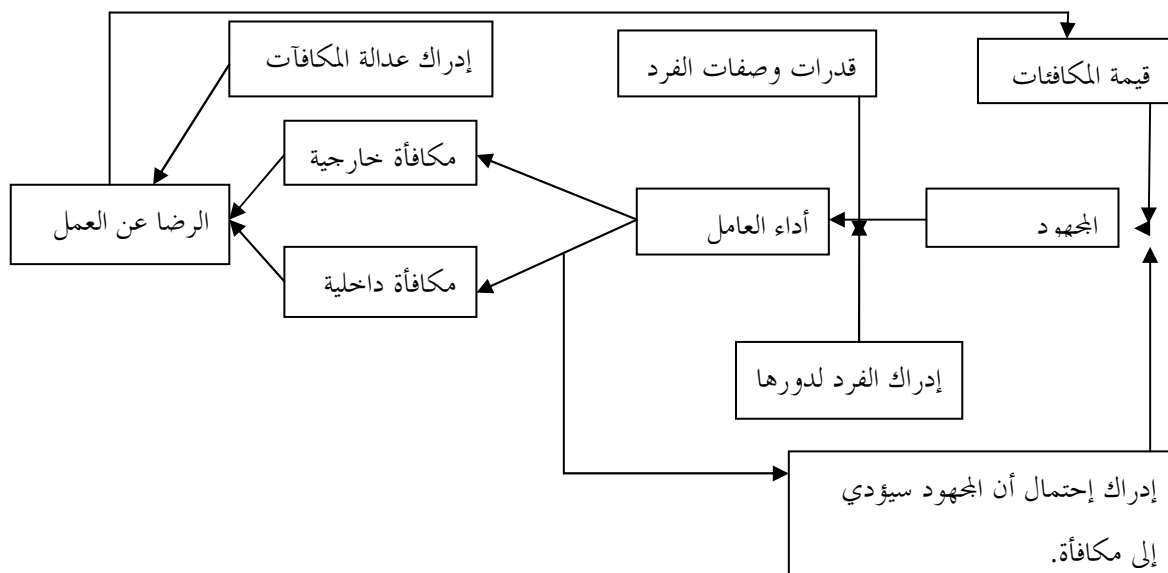 قيمة المكافئات
قدرات وصفات الفرد
إدراك عدالة المكافآت
مكافأة خارجية
المجهود
أداء العامل
الرضا عن العمل
مكافأة داخلية
إدراك الفرد لدورها
إدراك إحتمال أن المجهود سيؤدي
إلى مكافأة.